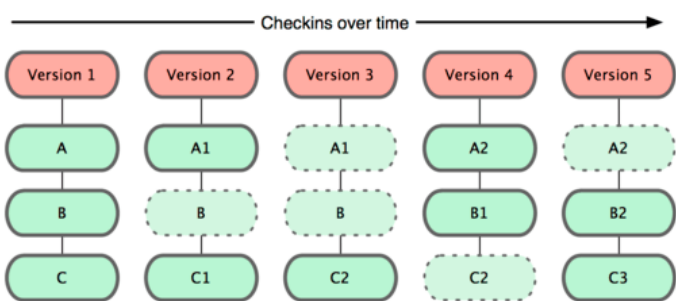 Checkins over time
Version 1 Version 2 Version 3 Version 4 Version 5
A A1 A1 A2 A2
B B B B1 B2
C C1 C2 C2 C3